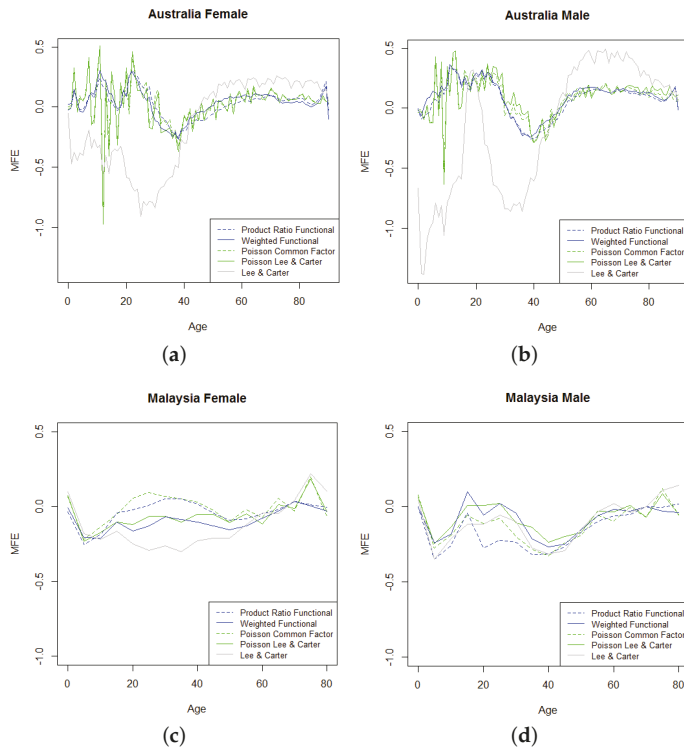 Australia Female
MFE
0.5
0.0
-0.5
-1.0
0 20 40 60 80
Age
Product Ratio Functional
Weighted Functional
Poisson Common Factor
Poisson Lee & Carter
Lee & Carter
(a)
Australia Male
MFE
0.5
0.0
-0.5
-1.0
0 20 40 60 80
Age
Product Ratio Functional
Weighted Functional
Poisson Common Factor
Poisson Lee & Carter
Lee & Carter
(b)
Malaysia Female
MFE
0.5
0.0
-0.5
-1.0
0 20 40 60 80
Age
Product Ratio Functional
Weighted Functional
Poisson Common Factor
Poisson Lee & Carter
Lee & Carter
(c)
Malaysia Male
MFE
0.5
0.0
-0.5
-1.0
0 20 40 60 80
Age
Product Ratio Functional
Weighted Functional
Poisson Common Factor
Poisson Lee & Carter
Lee & Carter
(d)